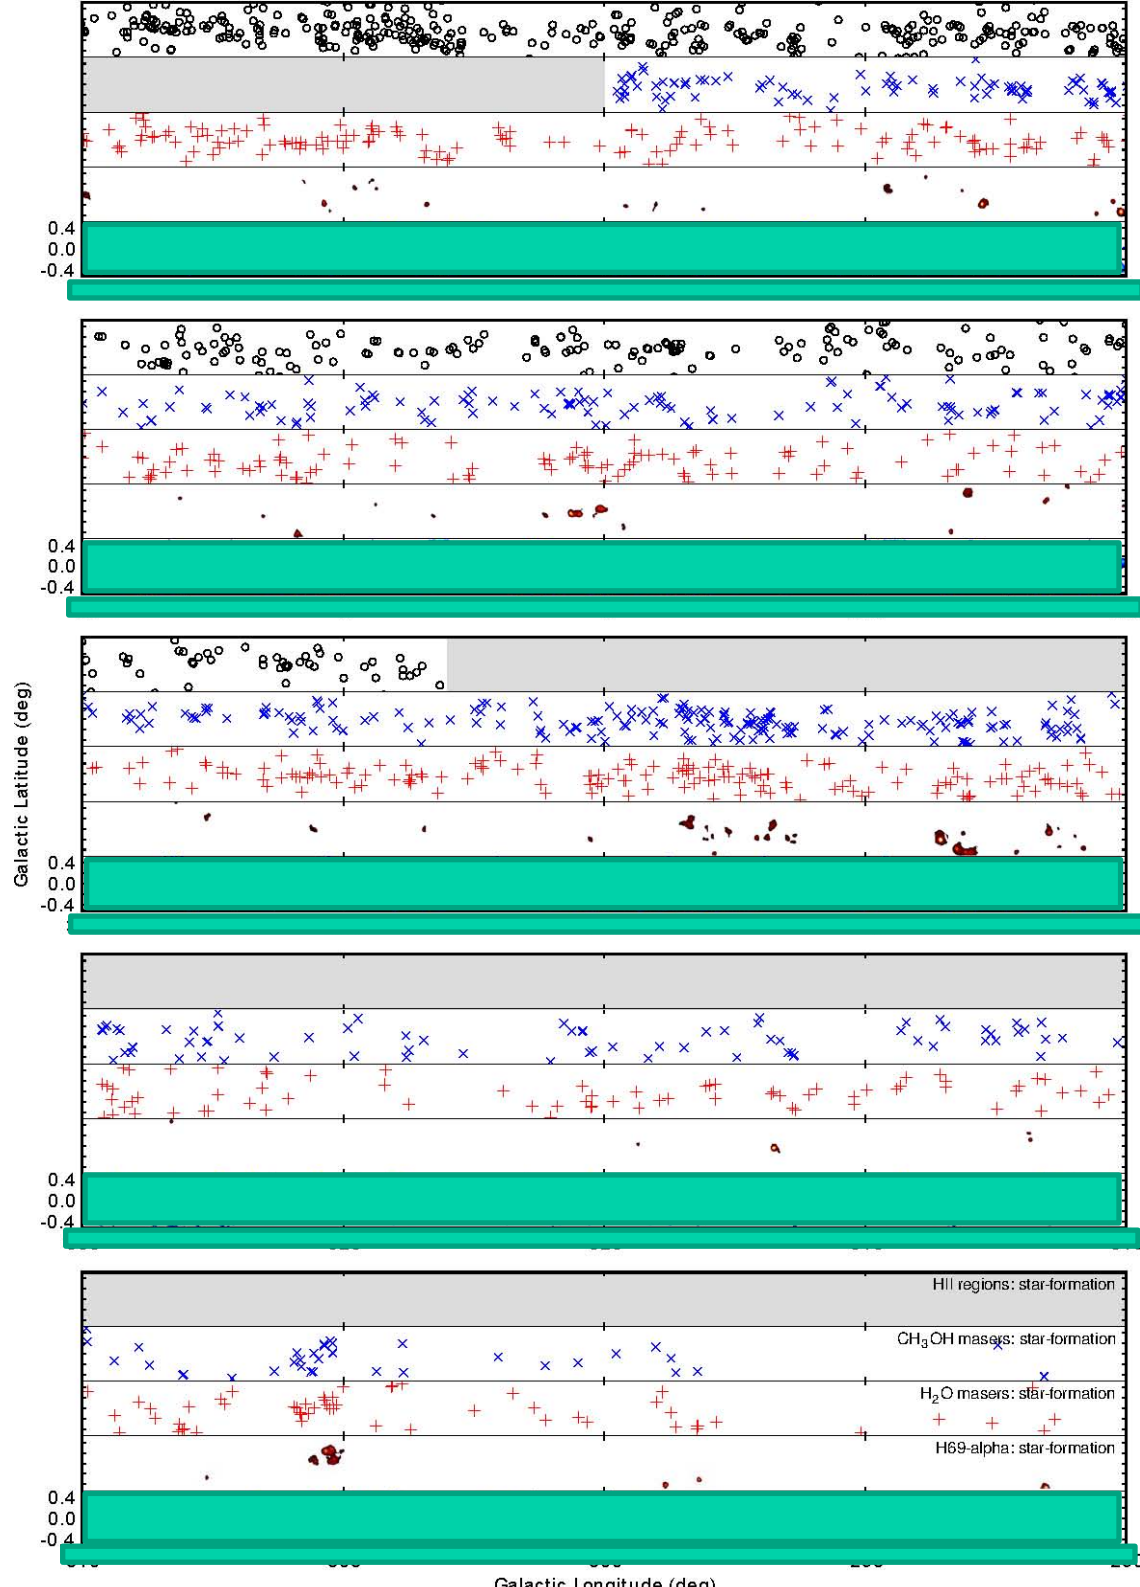 0.4
0.0
-0.4
0.4
0.0
-0.4
Galactic Latitude (deg)
0.4
0.0
-0.4
0.4
0.0
-0.4
HII regions: star-formation
CH3OH masers: star-formation
H2O masers: star-formation
H69-alpha: star-formation
0.4
0.0
-0.4
Galactic Longitude (deg)